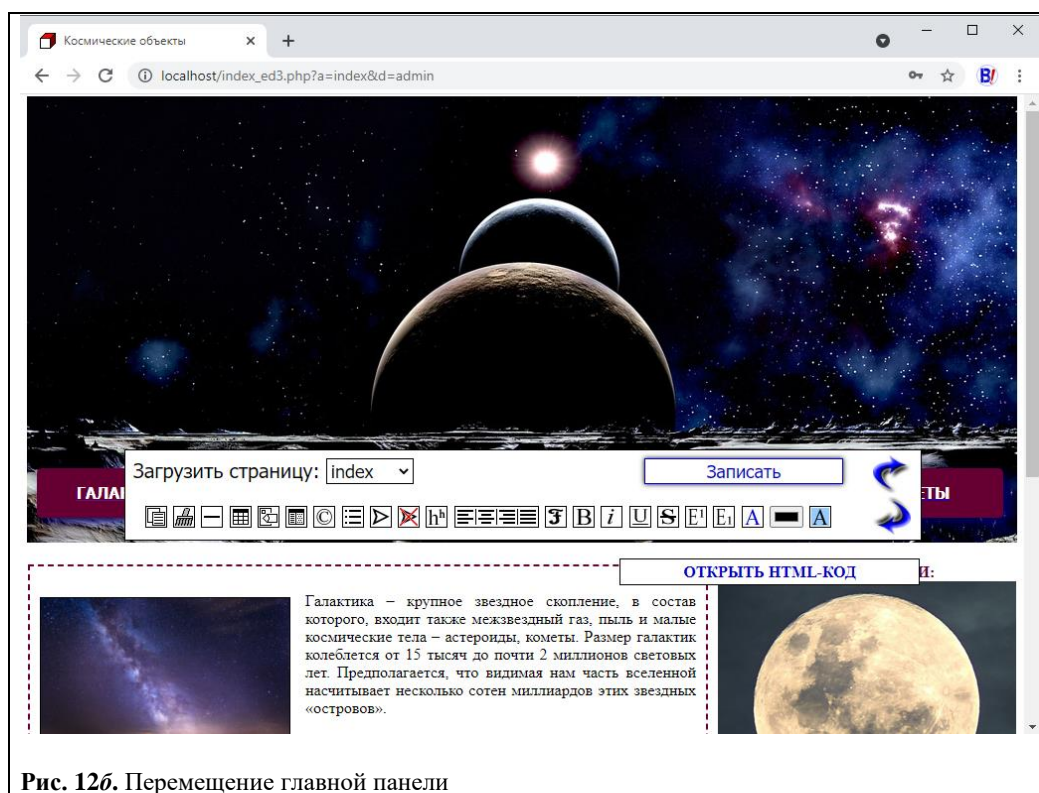 Космические объекты
localhost/index_ed3.php?a=index&d=admin
Загрузить страницу: index Записать
ГАЛА ЕТЫ
h^h F B i U S E¹ E₁ A A
ОТКРЫТЬ HTML-КОД И:
Галактика – крупное звездное скопление, в состав
которого, входит также межзвездный газ, пыль и малые
космические тела – астероиды, кометы. Размер галактик
колеблется от 15 тысяч до почти 2 миллионов световых
лет. Предполагается, что видимая нам часть вселенной
насчитывает несколько сотен миллиардов этих звездных
«островов».
Рис. 12б. Перемещение главной панели